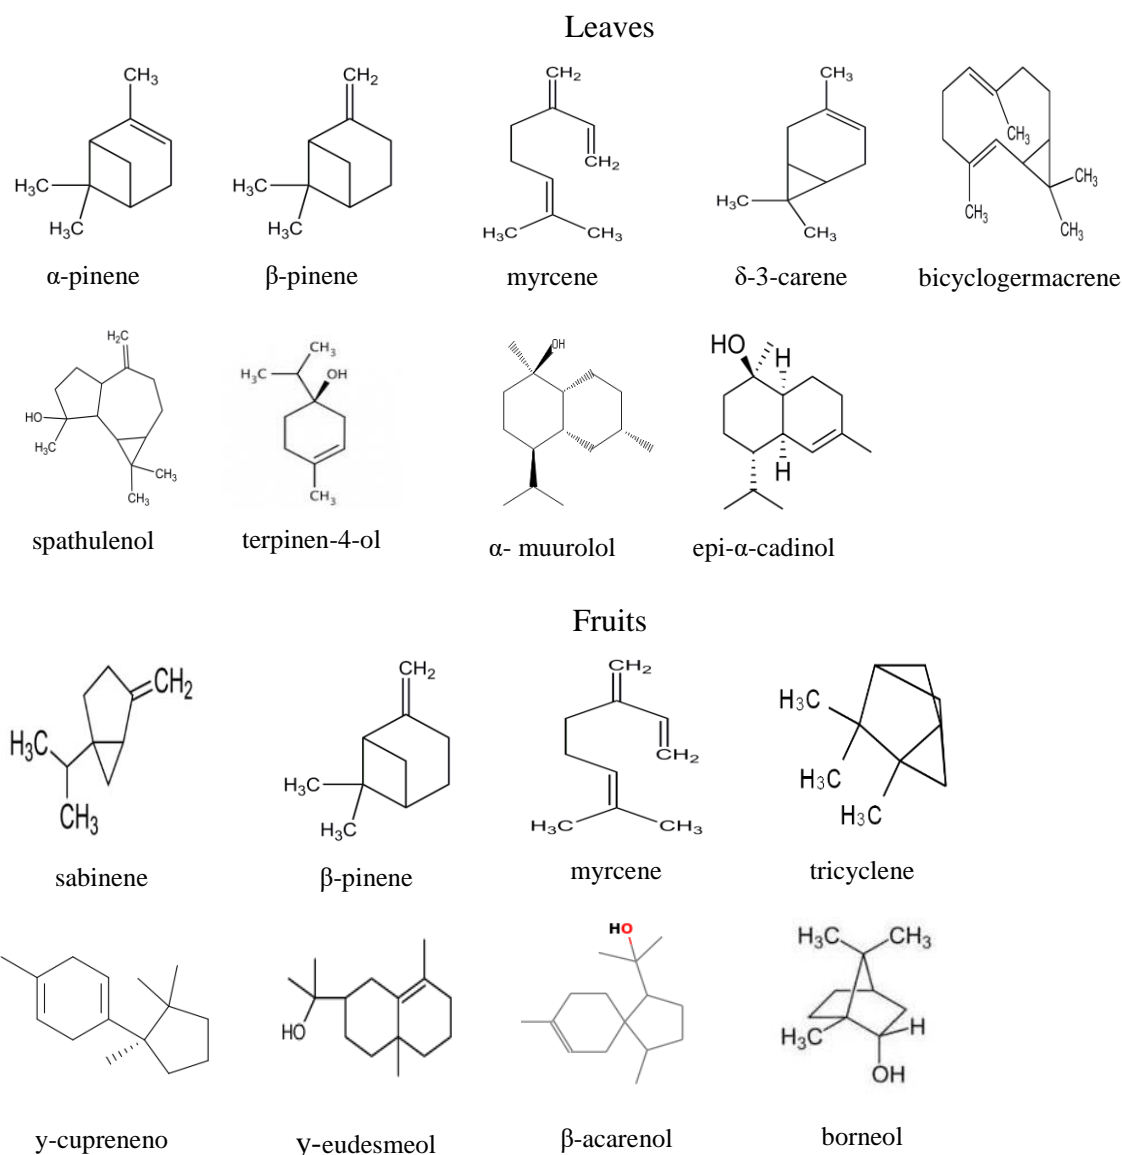 Leaves
CH3 CH2 CH2 CH3
CH3
CH2
H3C H3C H3C CH3
H3C H3C H3C CH3 CH3 CH3 CH3
α-pinene β-pinene myrcene δ-3-carene bicyclogermacrene
H2C CH3 OH HO H
H3C OH
HO
H3C CH3 H
CH3 CH3
spathulenol terpinen-4-ol α- muurolol epi-α-cadinol
Fruits
CH2 CH2 CH2
H3C
H3C CH2
H3C H3C
CH3 H3C H3C CH3 H3C
sabinene β-pinene myrcene tricyclene
HO
H3C CH3
HO H3C H
OH
y-cupreneno y-eudesmeol β-acarenol borneol